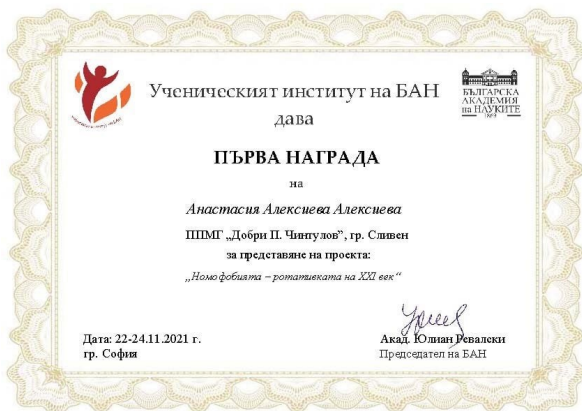 Ученическият институт на БАН
дава
БЪЛГАРСКА
АКАДЕМИЯ
на НАУКИТЕ
1869
ПЪРВА НАГРАДА
на
Анастасия Алексиева Алексиева
ППМГ „Добри П. Чинтулов”, гр. Сливен
за представяне на проекта:
„Номофобията – ротативката на XXI век“
Дата: 22-24.11.2021 г.
гр. София
Акад. Юлиан Ревалски
Председател на БАН